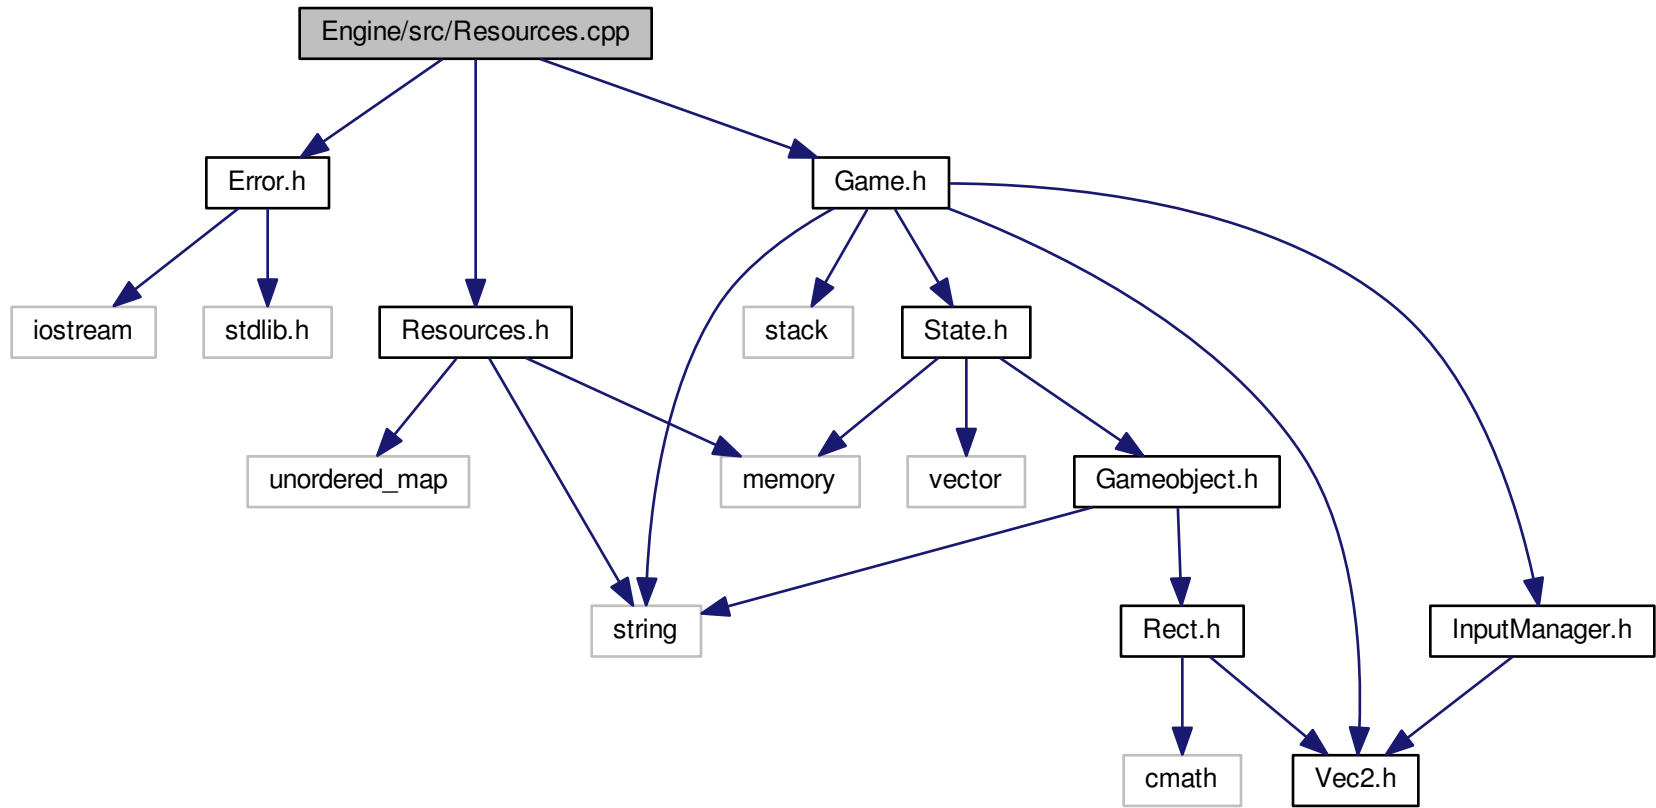 Engine/src/Resources.cpp
Error.h
Game.h
iostream
stdlib.h
Resources.h
stack
State.h
unordered_map
memory
vector
Gameobject.h
string
Rect.h
InputManager.h
cmath
Vec2.h